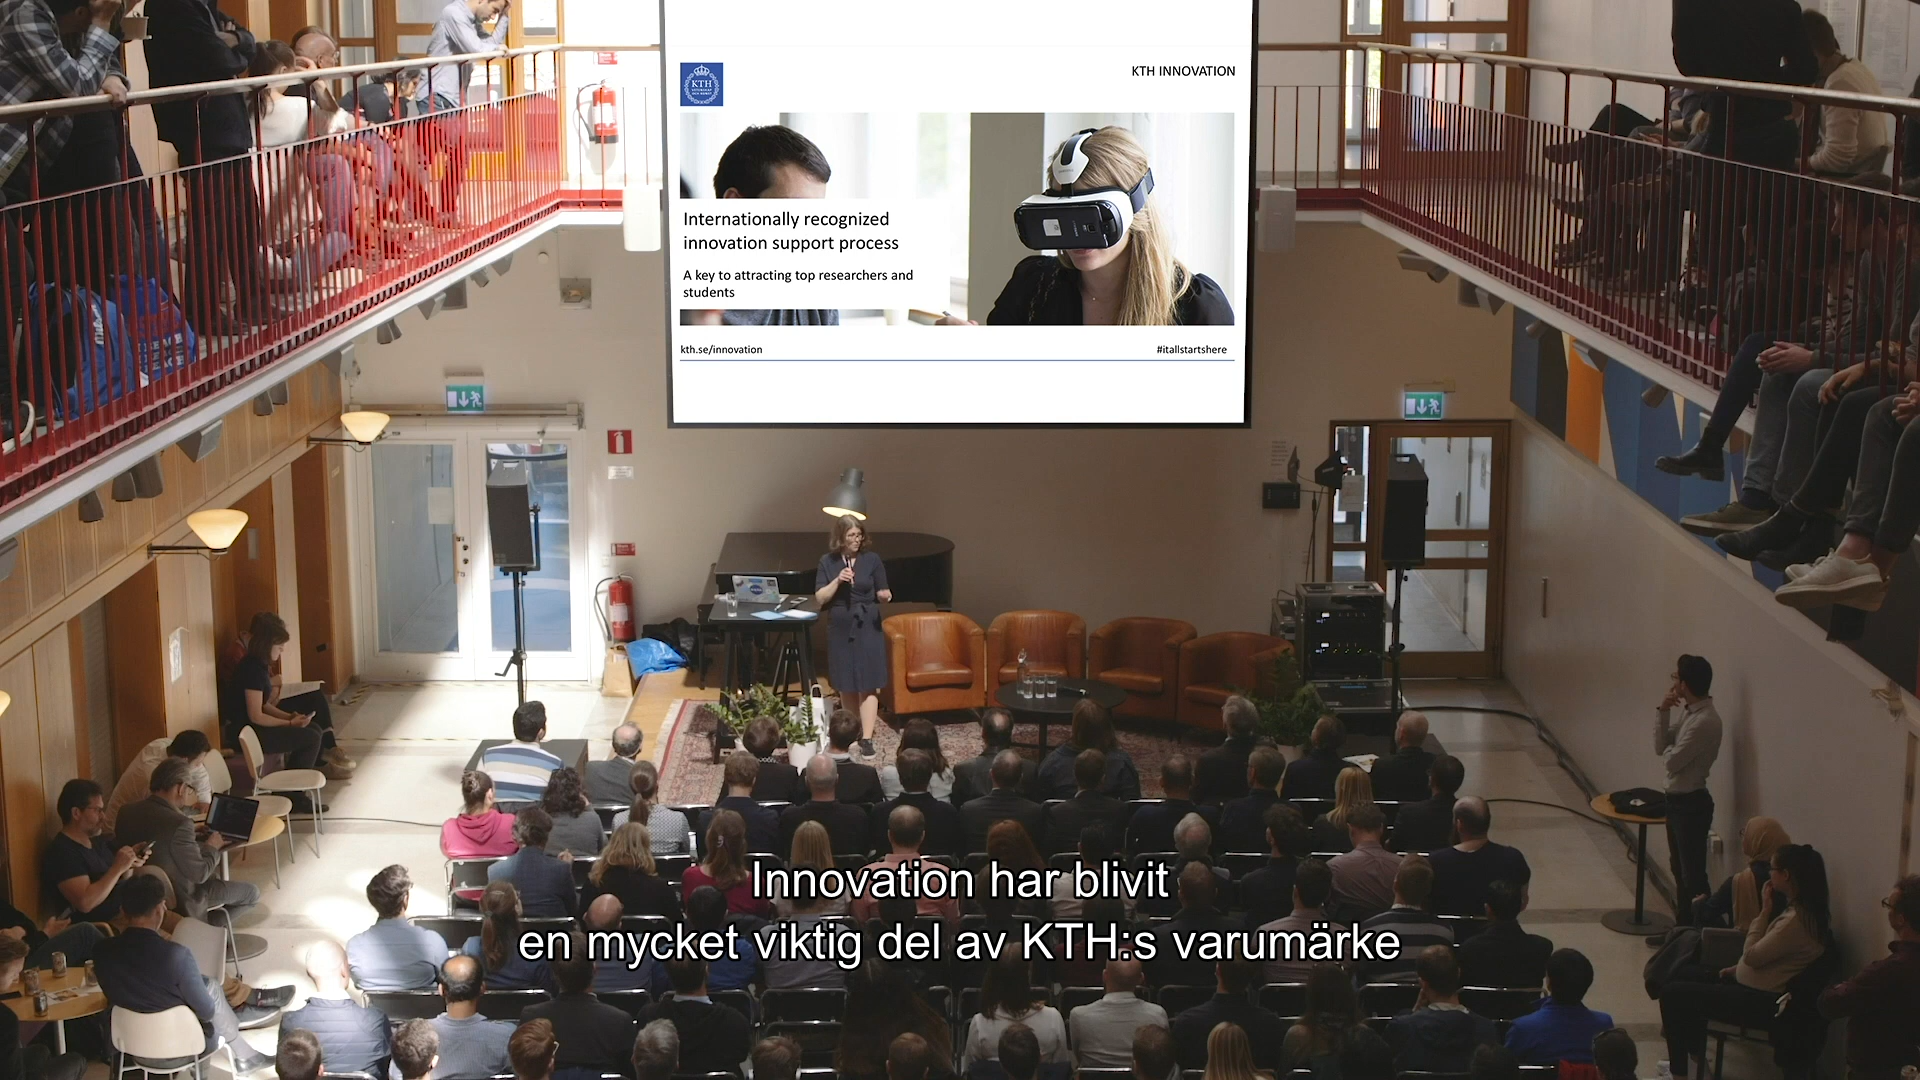 KTH
KTH INNOVATION
Internationally recognized
innovation support process
A key to attracting top researchers and
students
kth.se/innovation
#itallstartshere
Innovation har blivit
en mycket viktig del av KTH:s varumärke